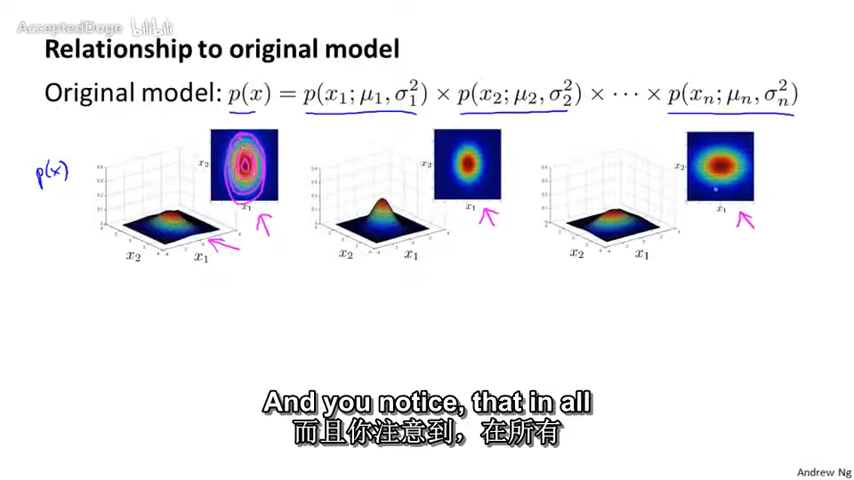 AcceptedDoge bilibili
Relationship to original model
Original model: p(x) = p(x₁; μ₁, σ₁²) × p(x₂; μ₂, σ₂²) × ⋯ × p(xₙ; μₙ, σₙ²)
p(x)
x₂ x₁ x₂ x₁ x₂ x₁
x₂ x₁ x₂ x₁ x₂ x₁
And you notice, that in all
而且你注意到，在所有
Andrew Ng